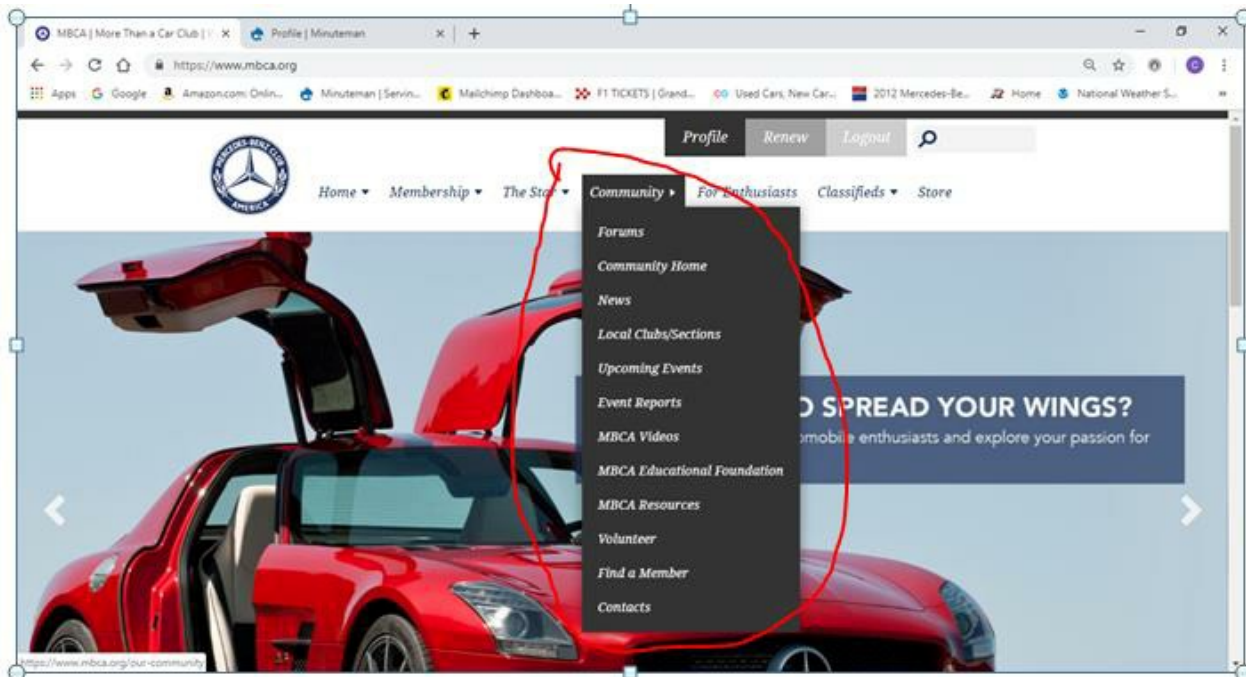 MBCA | More Than a Car Club |
Profile | Minuteman
https://www.mbca.org
Apps Google Amazon.com: Onlin... Minuteman | Servin... Mailchimp Dashboa... F1 TICKETS | Grand... Used Cars, New Car... 2012 Mercedes-Be... Home National Weather S...
Profile Renew Logout
MERCEDES-BENZ CLUB
AMERICA
Home Membership The Star Community For Enthusiasts Classifieds Store
Forums
Community Home
News
Local Clubs/Sections
Upcoming Events
Event Reports
O SPREAD YOUR WINGS?
MBCA Videos
omobile enthusiasts and explore your passion for
MBCA Educational Foundation
MBCA Resources
Volunteer
Find a Member
Contacts
https://www.mbca.org/our-community